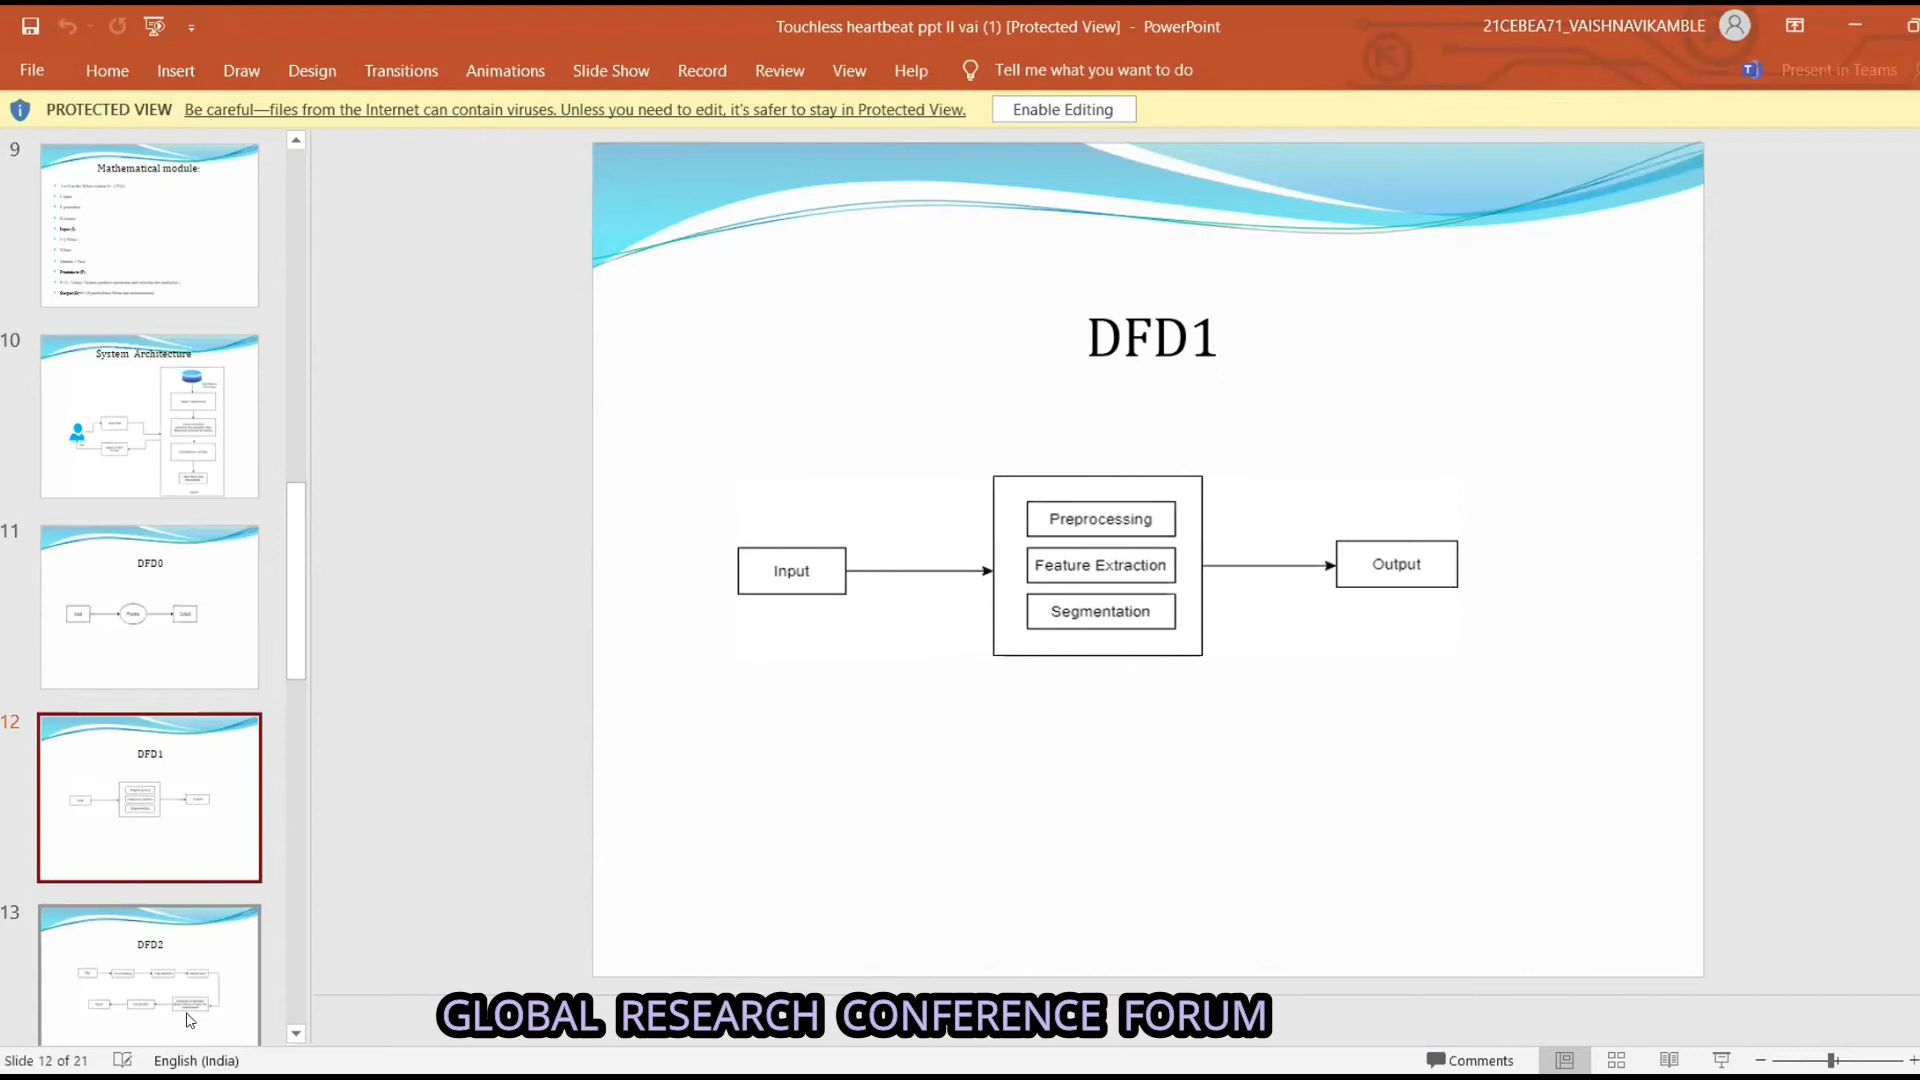 Touchless heartbeat ppt II vai (1) [Protected View] - PowerPoint
21CEBEA71_VAISHNAVIKAMBLE
File Home Insert Draw Design Transitions Animations Slide Show Record Review View Help Tell me what you want to do Present in Teams
PROTECTED VIEW Be careful—files from the Internet can contain viruses. Unless you need to edit, it's safer to stay in Protected View. Enable Editing
9
Mathematical module:
10
System Architecture
11
DFD0
12
DFD1
13
DFD2
DFD1
Input
Preprocessing
Feature Extraction
Segmentation
Output
GLOBAL RESEARCH CONFERENCE FORUM
Slide 12 of 21 English (India) Comments